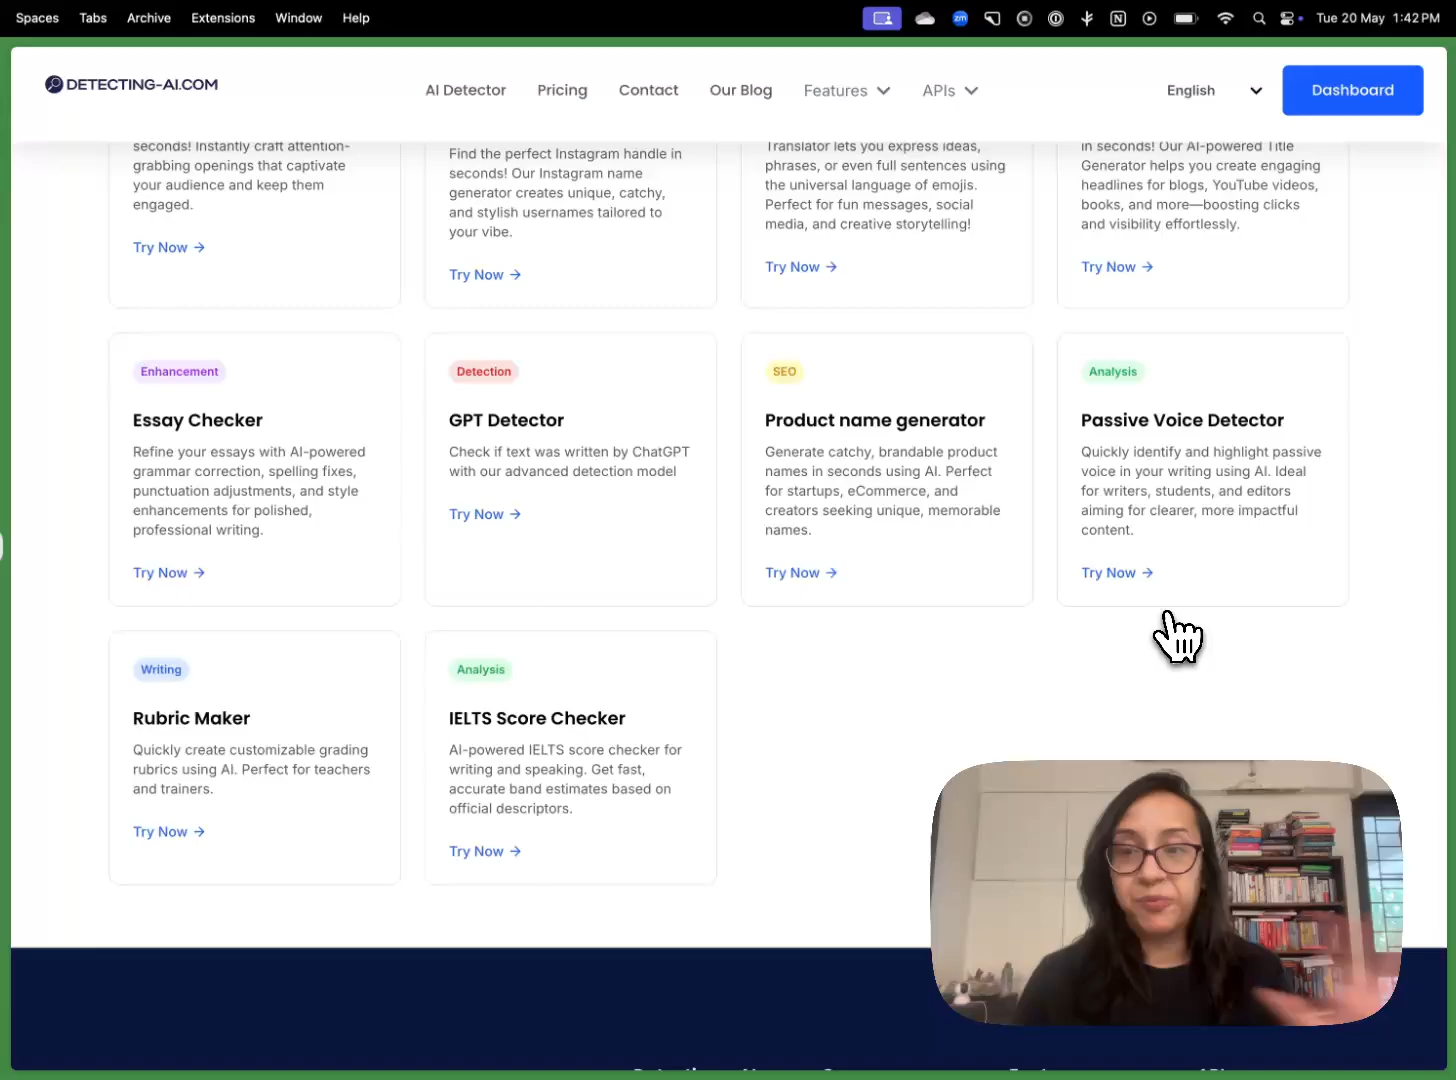 Spaces Tabs Archive Extensions Window Help
zm
N
Tue 20 May 1:42 PM
DETECTING-AI.COM
AI Detector
Pricing
Contact
Our Blog
Features
APIs
English
Dashboard
seconds! Instantly craft attention-
grabbing openings that captivate
your audience and keep them
engaged.
Try Now →
Find the perfect Instagram handle in
seconds! Our Instagram name
generator creates unique, catchy,
and stylish usernames tailored to
your vibe.
Try Now →
Translator lets you express ideas,
phrases, or even full sentences using
the universal language of emojis.
Perfect for fun messages, social
media, and creative storytelling!
Try Now →
in seconds! Our AI-powered Title
Generator helps you create engaging
headlines for blogs, YouTube videos,
books, and more—boosting clicks
and visibility effortlessly.
Try Now →
Enhancement
Essay Checker
Refine your essays with AI-powered
grammar correction, spelling fixes,
punctuation adjustments, and style
enhancements for polished,
professional writing.
Try Now →
Detection
GPT Detector
Check if text was written by ChatGPT
with our advanced detection model
Try Now →
SEO
Product name generator
Generate catchy, brandable product
names in seconds using AI. Perfect
for startups, eCommerce, and
creators seeking unique, memorable
names.
Try Now →
Analysis
Passive Voice Detector
Quickly identify and highlight passive
voice in your writing using AI. Ideal
for writers, students, and editors
aiming for clearer, more impactful
content.
Try Now →
Writing
Rubric Maker
Quickly create customizable grading
rubrics using AI. Perfect for teachers
and trainers.
Try Now →
Analysis
IELTS Score Checker
AI-powered IELTS score checker for
writing and speaking. Get fast,
accurate band estimates based on
official descriptors.
Try Now →